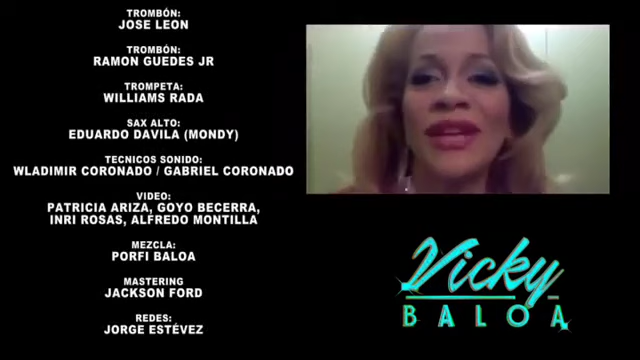 TROMBÓN:
JOSE LEON
TROMBÓN:
RAMON GUEDES JR
TROMPETA:
WILLIAMS RADA
SAX ALTO:
EDUARDO DAVILA (MONDY)
TECNICOS SONIDO:
WLADIMIR CORONADO / GABRIEL CORONADO
VIDEO:
PATRICIA ARIZA, GOYO BECERRA,
INRI ROSAS, ALFREDO MONTILLA
MEZCLA:
PORFI BALOA
MASTERING
JACKSON FORD
REDES:
JORGE ESTÉVEZ
Vicky
BALOA